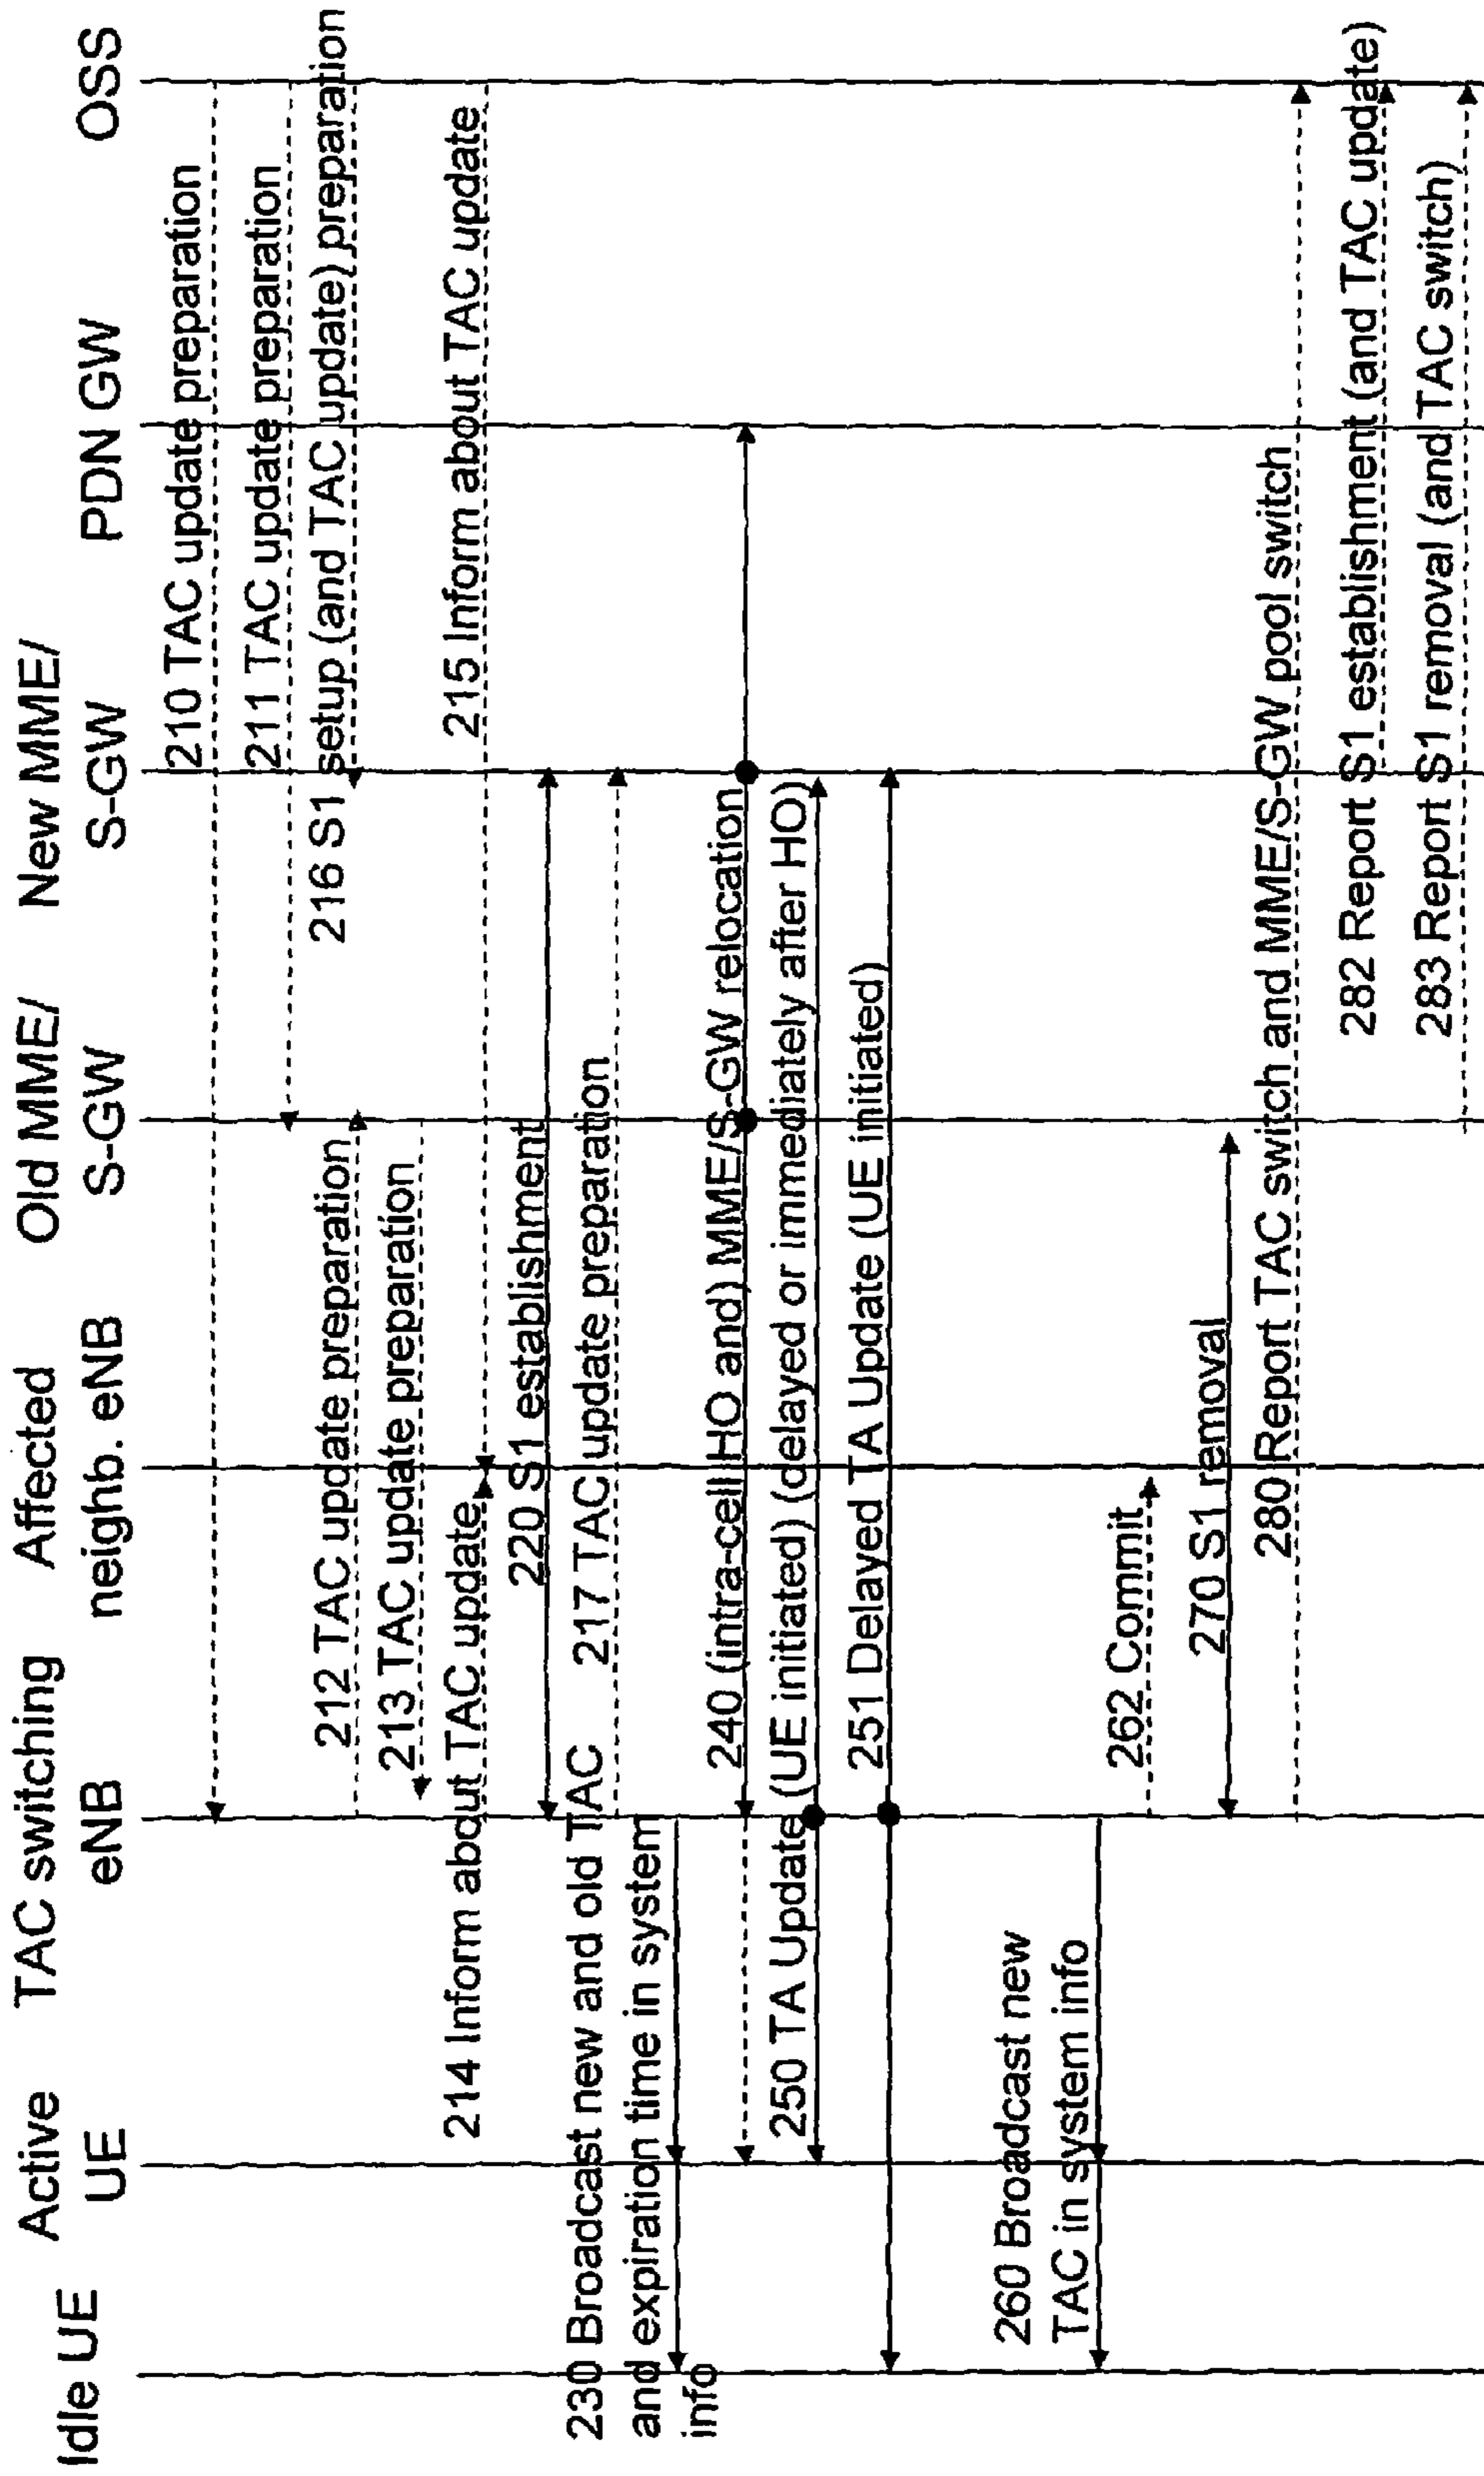 Idle UE
Active
UE
TAC switching
eNB
Affected
neighb. eNB
Old MME/
S-GW
New MME/
S-GW
PDN GW
OSS
210 TAC update preparation
211 TAC update preparation
212 TAC update preparation
216 S1 setup (and TAC update) preparation
213 TAC update preparation
214 Inform about TAC update
215 Inform about TAC update
220 S1 establishment
230 Broadcast new and old TAC
and expiration time in system
info
217 TAC update preparation
240 (intra-cell HO and) MME/S-GW relocation
250 TA Update (UE initiated) (delayed or immediately after HO)
251 Delayed TA Update (UE initiated)
260 Broadcast new
TAC in system info
262 Commit
270 S1 removal
280 Report TAC switch and MME/S-GW pool switch
282 Report S1 establishment (and TAC update)
283 Report S1 removal (and TAC switch)